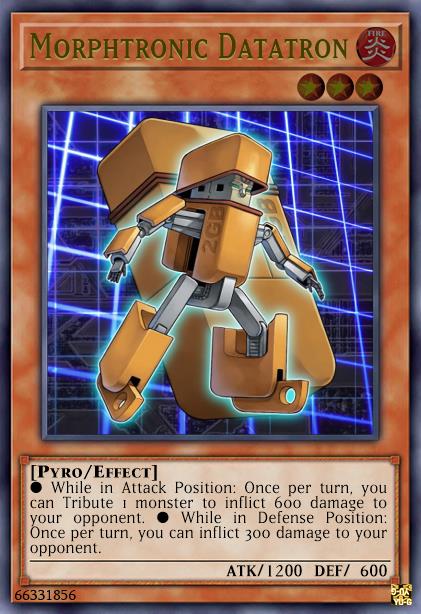 MORPHTRONIC DATATRON
FIRE
炎
2GB
[PYRO/EFFECT]
● While in Attack Position: Once per turn, you
can Tribute 1 monster to inflict 600 damage to
your opponent. ● While in Defense Position:
Once per turn, you can inflict 300 damage to your
opponent.
ATK/1200 DEF/ 600
66331856